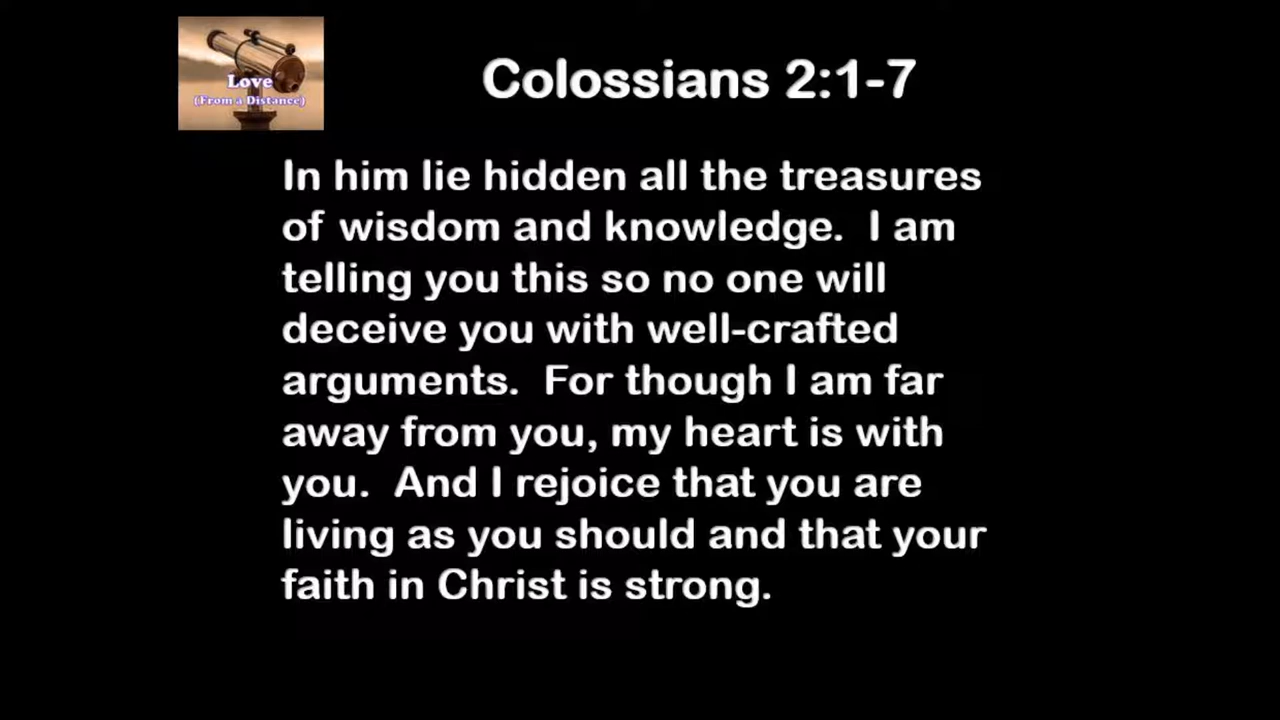 Love
(From a Distance)
Colossians 2:1-7
In him lie hidden all the treasures
of wisdom and knowledge.  I am
telling you this so no one will
deceive you with well-crafted
arguments.  For though I am far
away from you, my heart is with
you.  And I rejoice that you are
living as you should and that your
faith in Christ is strong.